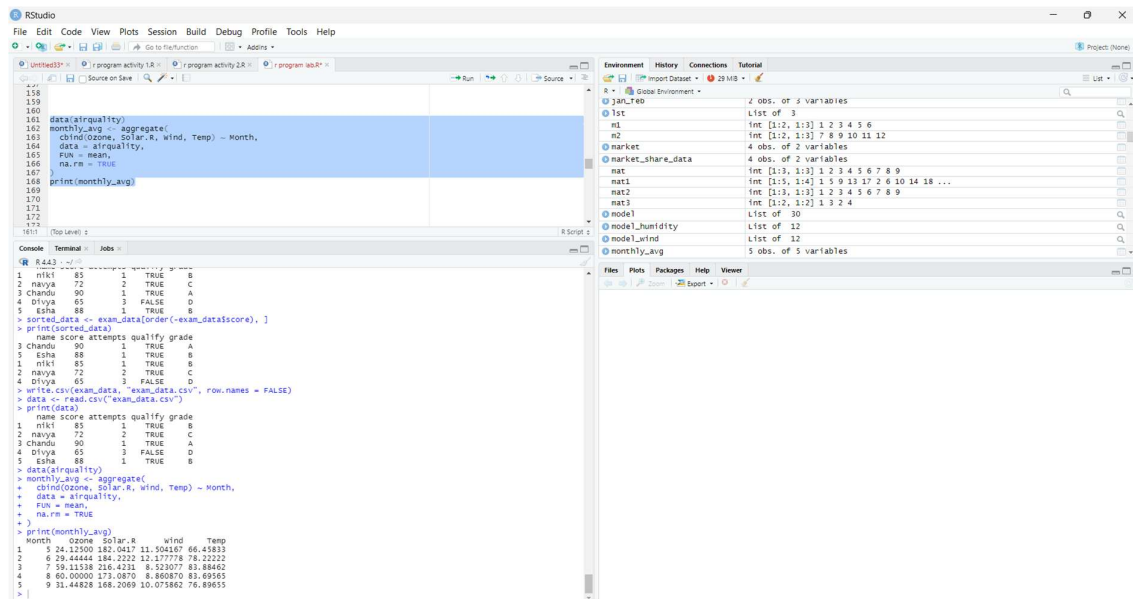 RStudio
File Edit Code View Plots Session Build Debug Profile Tools Help
Go to file/function Addins Project: (None)
Untitled33* r program activity 1.R r program activity 2.R r program lab.R*
Source on Save Run Source
158
159
160
161 data(airquality)
162 monthly_avg <- aggregate(
163 cbind(Ozone, Solar.R, Wind, Temp) ~ Month,
164 data = airquality,
165 FUN = mean,
166 na.rm = TRUE
167 )
168 print(monthly_avg)
169
170
171
172
173
161:1 (Top Level) R Script
Console Terminal Jobs
R 4.4.3 · ~/
name score attempts qualify grade
1 niki 85 1 TRUE B
2 navya 72 2 TRUE C
3 Chandu 90 1 TRUE A
4 Divya 65 3 FALSE D
5 Esha 88 1 TRUE B
> sorted_data <- exam_data[order(-exam_data$score), ]
> print(sorted_data)
name score attempts qualify grade
3 Chandu 90 1 TRUE A
5 Esha 88 1 TRUE B
1 niki 85 1 TRUE B
2 navya 72 2 TRUE C
4 Divya 65 3 FALSE D
> write.csv(exam_data, "exam_data.csv", row.names = FALSE)
> data <- read.csv("exam_data.csv")
> print(data)
name score attempts qualify grade
1 niki 85 1 TRUE B
2 navya 72 2 TRUE C
3 Chandu 90 1 TRUE A
4 Divya 65 3 FALSE D
5 Esha 88 1 TRUE B
> data(airquality)
> monthly_avg <- aggregate(
+ cbind(Ozone, Solar.R, Wind, Temp) ~ Month,
+ data = airquality,
+ FUN = mean,
+ na.rm = TRUE
+ )
> print(monthly_avg)
Month Ozone Solar.R Wind Temp
1 5 24.12500 182.0417 11.504167 66.45833
2 6 29.44444 184.2222 12.177778 78.22222
3 7 59.11538 216.4231 8.523077 83.88462
4 8 60.00000 173.0870 8.860870 83.69565
5 9 31.44828 168.2069 10.075862 76.89655
>
Environment History Connections Tutorial
Import Dataset 29 MiB List
R Global Environment
jan_feb 2 obs. of 3 variables
lst List of 3
m1 int [1:2, 1:3] 1 2 3 4 5 6
m2 int [1:2, 1:3] 7 8 9 10 11 12
market 4 obs. of 2 variables
market_share_data 4 obs. of 2 variables
mat int [1:3, 1:3] 1 2 3 4 5 6 7 8 9
mat1 int [1:5, 1:4] 1 5 9 13 17 2 6 10 14 18 ...
mat2 int [1:3, 1:3] 1 2 3 4 5 6 7 8 9
mat3 int [1:2, 1:2] 1 3 2 4
model List of 30
model_humidity List of 12
model_wind List of 12
monthly_avg 5 obs. of 5 variables
Files Plots Packages Help Viewer
Zoom Export